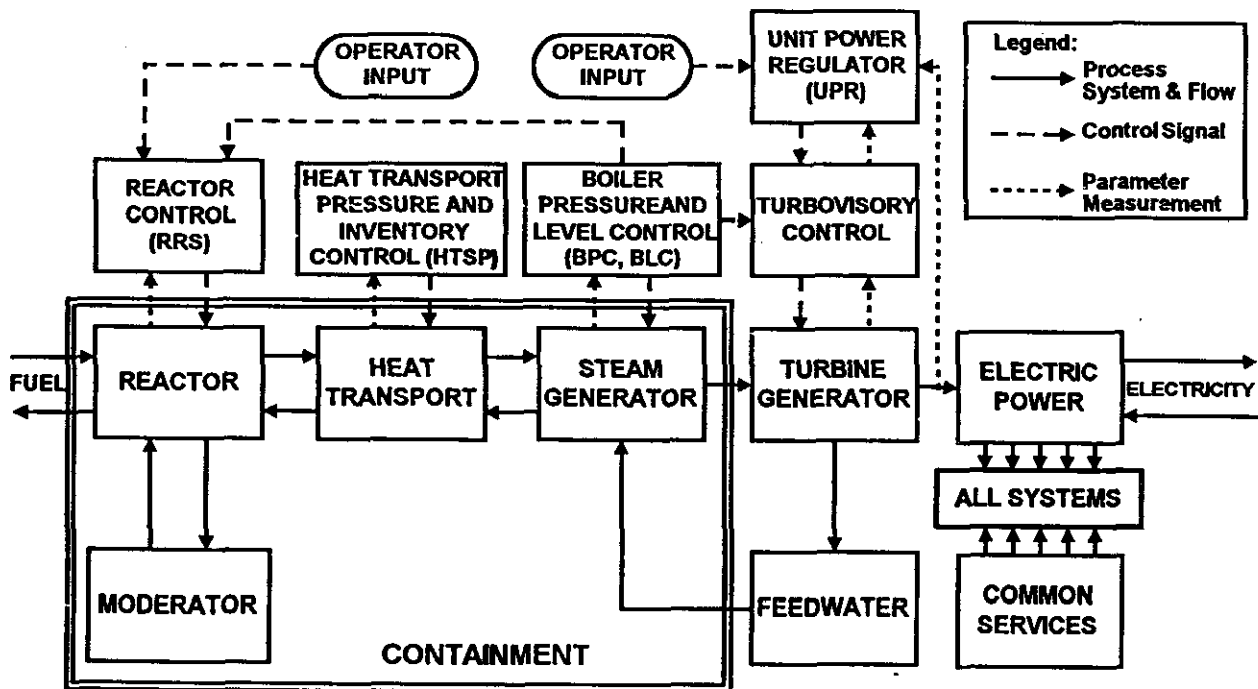 OPERATOR
INPUT
OPERATOR
INPUT
UNIT POWER
REGULATOR
(UPR)
Legend:
Process
System & Flow
Control Signal
Parameter
Measurement
REACTOR
CONTROL
(RRS)
HEAT TRANSPORT
PRESSURE AND
INVENTORY
CONTROL (HTSP)
BOILER
PRESSUREAND
LEVEL CONTROL
(BPC, BLC)
TURBOVISORY
CONTROL
FUEL
REACTOR
HEAT
TRANSPORT
STEAM
GENERATOR
TURBINE
GENERATOR
ELECTRIC
POWER
ELECTRICITY
ALL SYSTEMS
MODERATOR
FEEDWATER
COMMON
SERVICES
CONTAINMENT